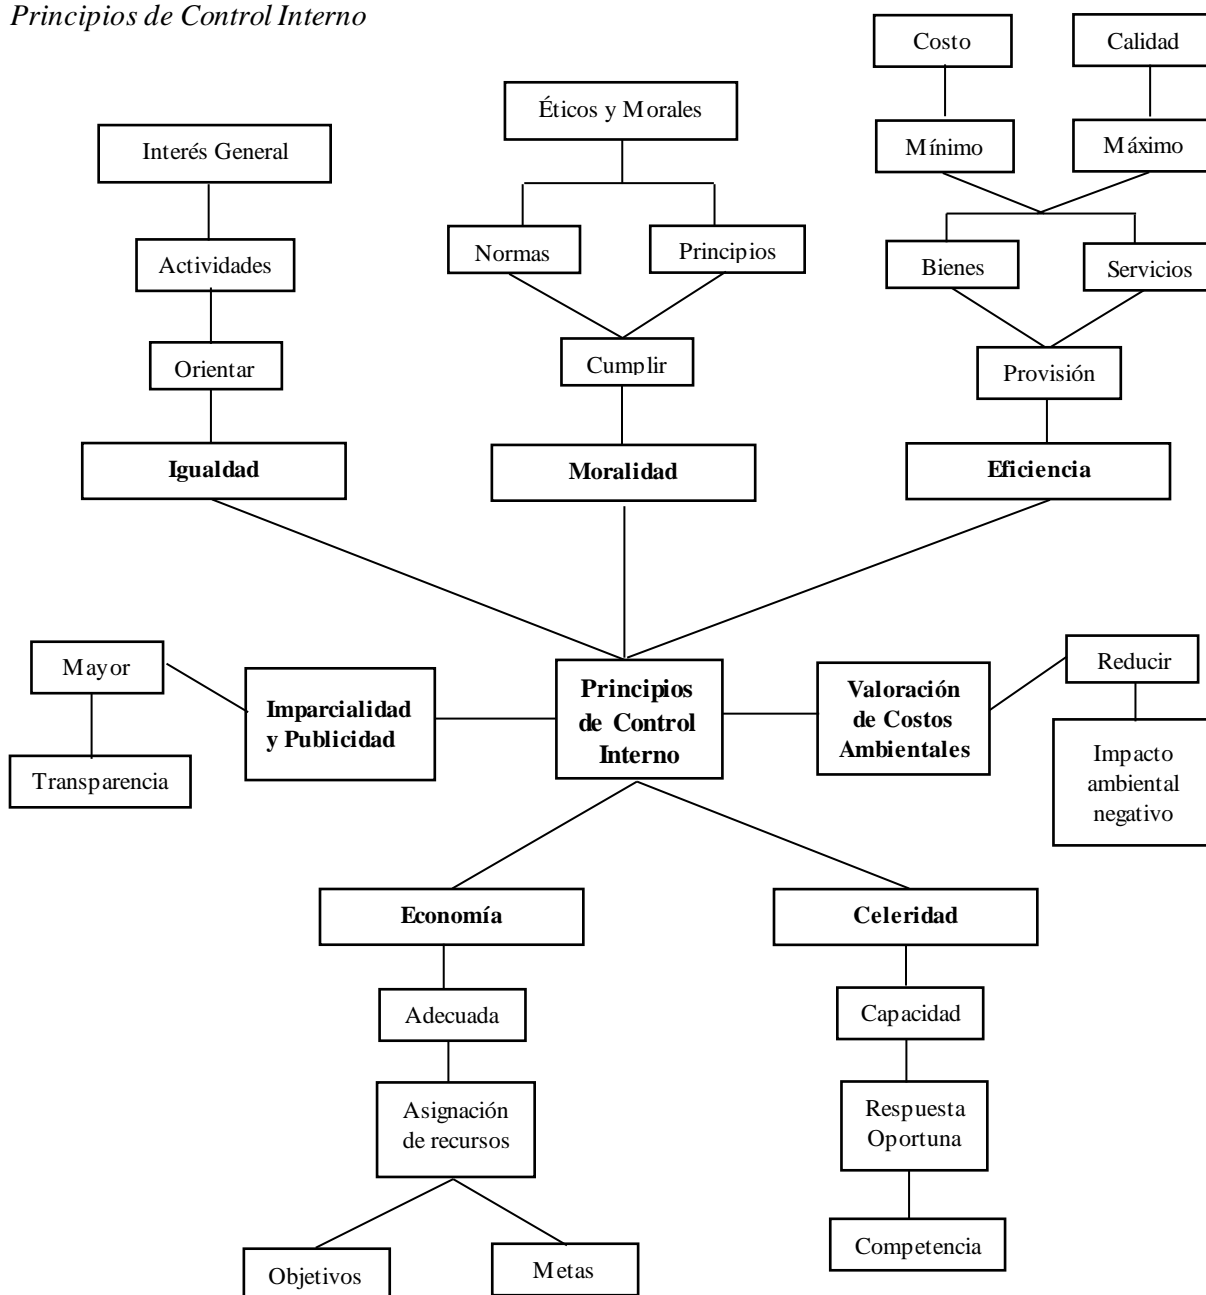 Principios de Control Interno
Costo
Calidad
Éticos y Morales
Interés General
Mínimo
Máximo
Normas
Principios
Actividades
Bienes
Servicios
Orientar
Cumplir
Provisión
Igualdad
Moralidad
Eficiencia
Mayor
Transparencia
Imparcialidad
y Publicidad
Principios
de Control
Interno
Valoración
de Costos
Ambientales
Reducir
Impacto
ambiental
negativo
Economía
Celeridad
Adecuada
Capacidad
Asignación
de recursos
Respuesta
Oportuna
Objetivos
Metas
Competencia